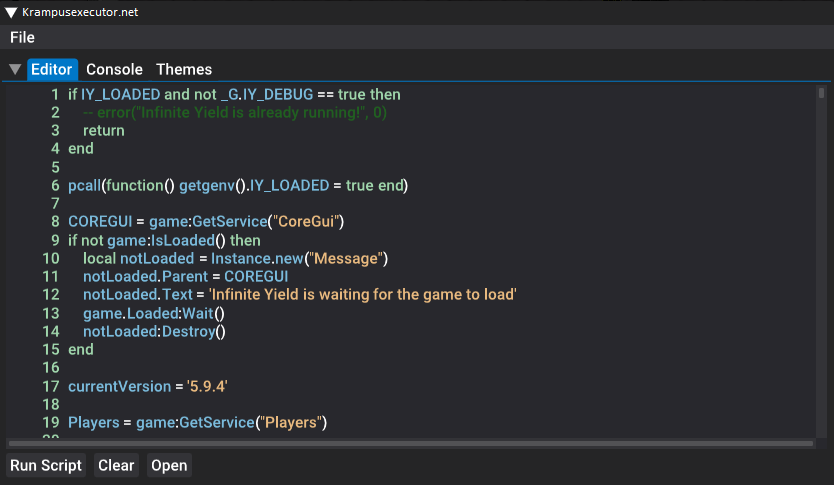 Krampusexecutor.net
File
Editor Console Themes
1 if IY_LOADED and not _G.IY_DEBUG == true then
2 -- error("Infinite Yield is already running!", 0)
3 return
4 end
5
6 pcall(function() getgenv().IY_LOADED = true end)
7
8 COREGUI = game:GetService("CoreGui")
9 if not game:IsLoaded() then
10 local notLoaded = Instance.new("Message")
11 notLoaded.Parent = COREGUI
12 notLoaded.Text = 'Infinite Yield is waiting for the game to load'
13 game.Loaded:Wait()
14 notLoaded:Destroy()
15 end
16
17 currentVersion = '5.9.4'
18
19 Players = game:GetService("Players")
Run Script Clear Open